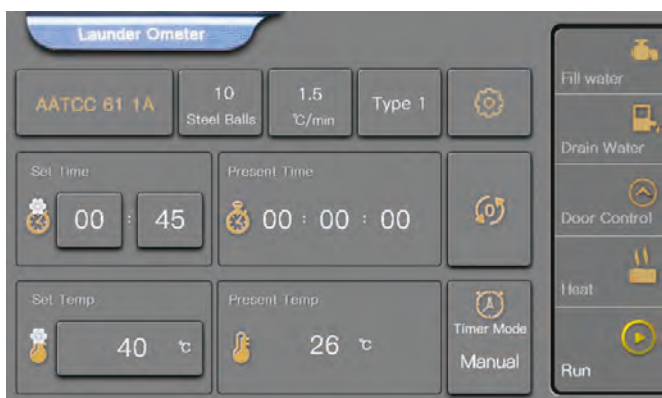 Launder Ometer
AATCC 61 1A
10
Steel Balls
1.5
℃/min
Type 1
Fill water
Drain Water
Set Time
00 : 45
Present Time
00 : 00 : 00
0
Door Control
Set Temp
40 ℃
Present Temp
26 ℃
A
Timer Mode
Manual
Heat
Run